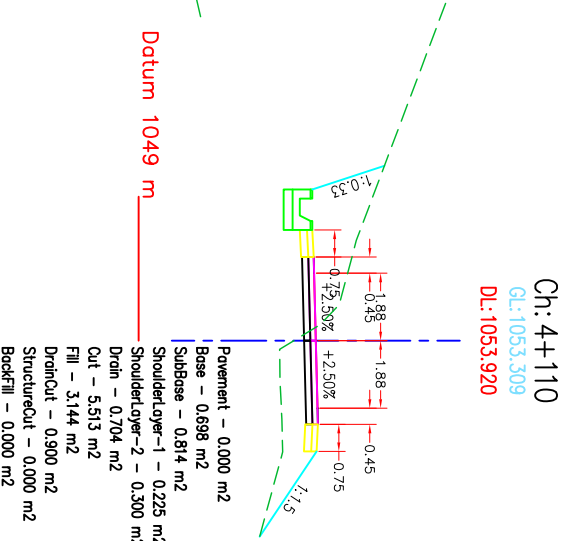 Ch: 4+110
GL:1053.309
DL:1053.920
1:0.33
0.75
0.45
1.88
1.88
0.45
0.75
+2.50%
+2.50%
1:1.5
Datum 1049 m
Pavement - 0.000 m2
Base - 0.698 m2
SubBase - 0.814 m2
ShoulderLayer-1 - 0.225 m2
ShoulderLayer-2 - 0.300 m2
Drain - 0.704 m2
Cut - 5.513 m2
Fill - 3.144 m2
DrainCut - 0.900 m2
StructureCut - 0.000 m2
BackFill - 0.000 m2